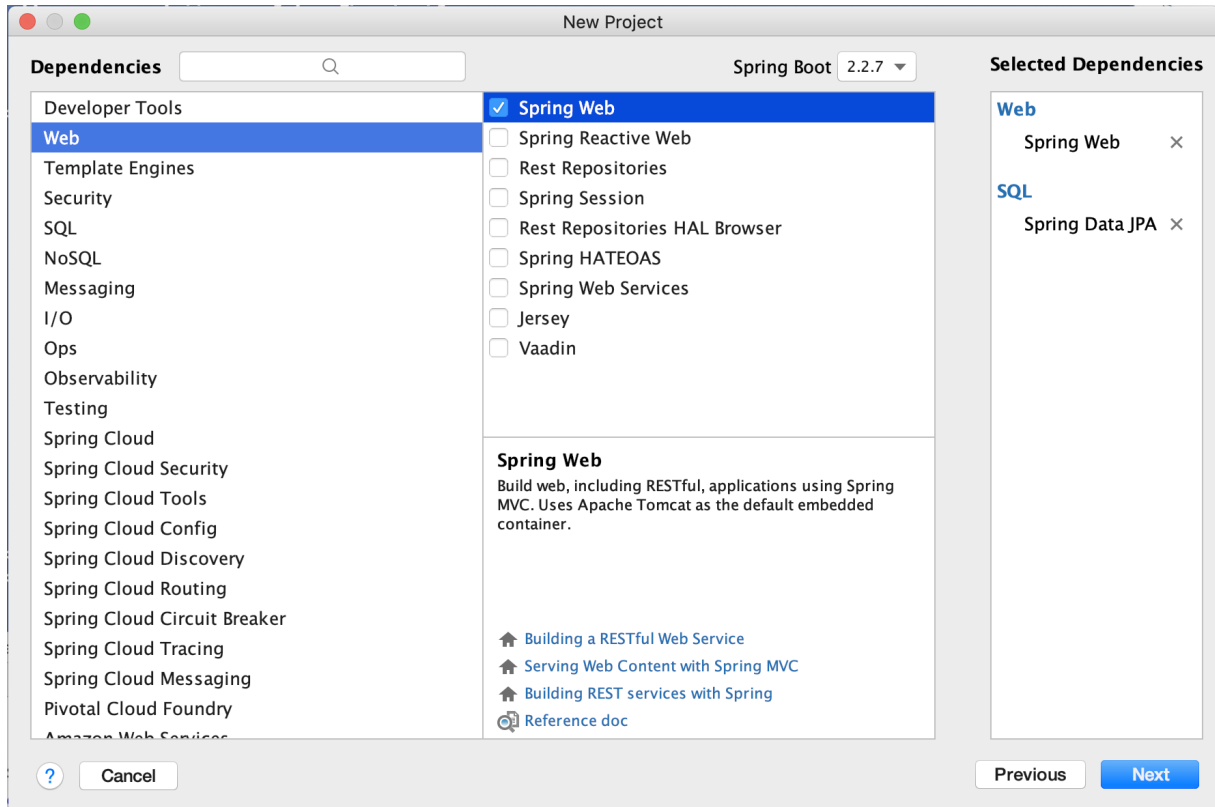 New Project
Dependencies
Spring Boot 2.2.7
Selected Dependencies
Developer Tools
Web
Template Engines
Security
SQL
NoSQL
Messaging
I/O
Ops
Observability
Testing
Spring Cloud
Spring Cloud Security
Spring Cloud Tools
Spring Cloud Config
Spring Cloud Discovery
Spring Cloud Routing
Spring Cloud Circuit Breaker
Spring Cloud Tracing
Spring Cloud Messaging
Pivotal Cloud Foundry
Amazon Web Services
Spring Web
Spring Reactive Web
Rest Repositories
Spring Session
Rest Repositories HAL Browser
Spring HATEOAS
Spring Web Services
Jersey
Vaadin
Spring Web
Build web, including RESTful, applications using Spring
MVC. Uses Apache Tomcat as the default embedded
container.
Building a RESTful Web Service
Serving Web Content with Spring MVC
Building REST services with Spring
Reference doc
Web
Spring Web
SQL
Spring Data JPA
?
Cancel
Previous
Next